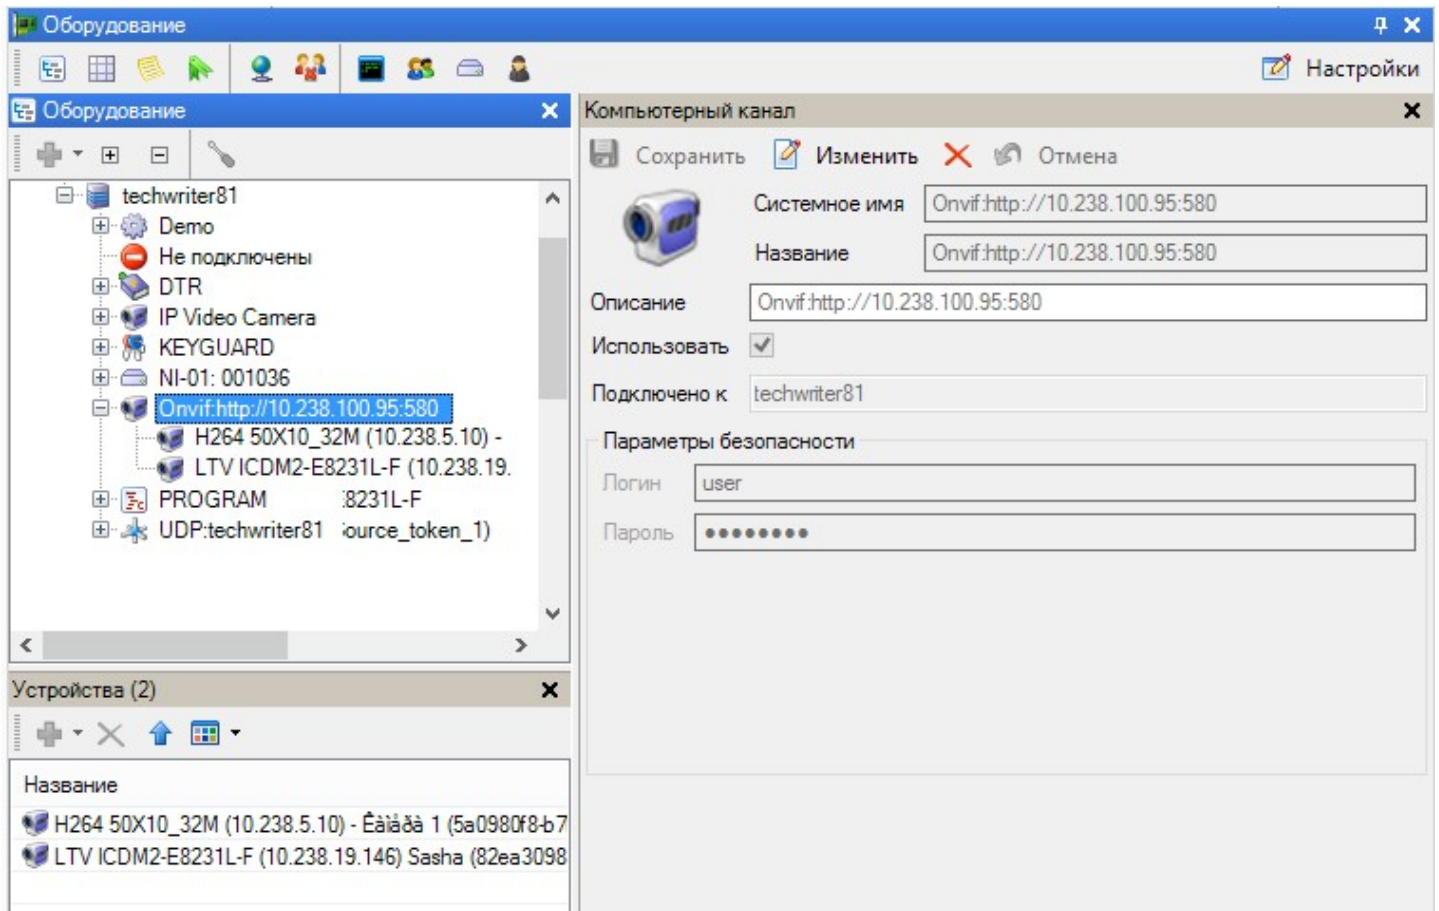 Оборудование
Настройки
Оборудование
techwriter81
Demo
Не подключены
DTR
IP Video Camera
KEYGUARD
NI-01: 001036
Onvif:http://10.238.100.95:580
H264 50X10_32M (10.238.5.10) -
LTV ICDM2-E8231L-F (10.238.19.
PROGRAM :8231L-F
UDP:techwriter81 ource_token_1)
Устройства (2)
Название
H264 50X10_32M (10.238.5.10) - Êàìåðà 1 (5a0980f8-b7
LTV ICDM2-E8231L-F (10.238.19.146) Sasha (82ea3098
Компьютерный канал
Сохранить Изменить Отмена
Системное имя Onvif:http://10.238.100.95:580
Название Onvif:http://10.238.100.95:580
Описание Onvif:http://10.238.100.95:580
Использовать
Подключено к techwriter81
Параметры безопасности
Логин user
Пароль ●●●●●●●●